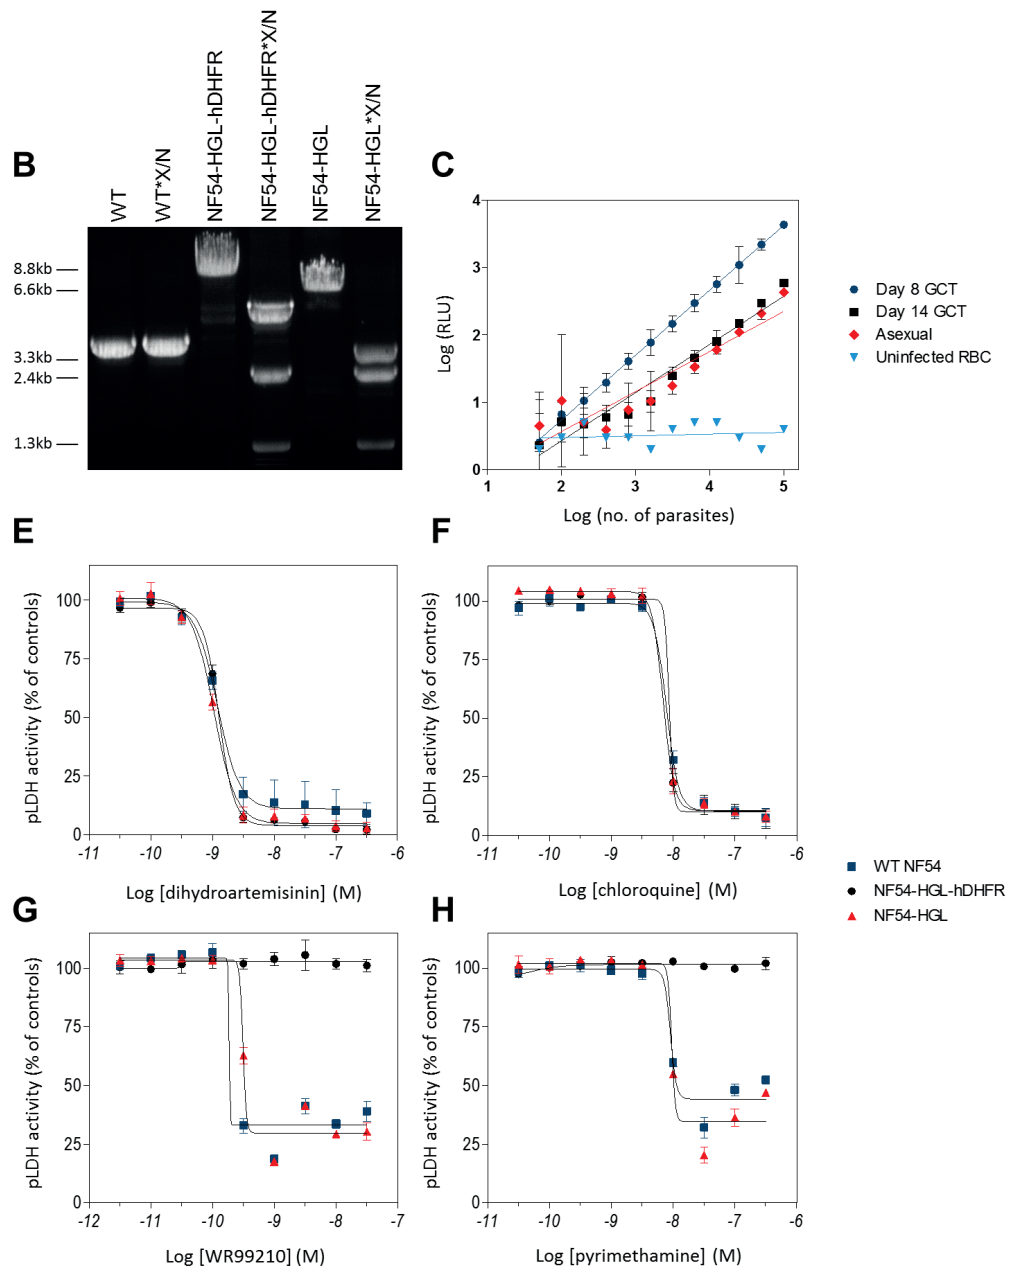 B
WT
WT*X/N
NF54-HGL-hDHFR
NF54-HGL-hDHFR*X/N
NF54-HGL
NF54-HGL*X/N
8.8kb
6.6kb
3.3kb
2.4kb
1.3kb
C
Log (RLU)
4
3
2
1
0
1 2 3 4 5
Log (no. of parasites)
Day 8 GCT
Day 14 GCT
Asexual
Uninfected RBC
E
pLDH activity (% of controls)
100
75
50
25
0
-11 -10 -9 -8 -7 -6
Log [dihydroartemisinin] (M)
F
pLDH activity (% of controls)
100
75
50
25
0
-11 -10 -9 -8 -7 -6
Log [chloroquine] (M)
WT NF54
NF54-HGL-hDHFR
NF54-HGL
G
pLDH activity (% of controls)
100
75
50
25
0
-12 -11 -10 -9 -8 -7
Log [WR99210] (M)
H
pLDH activity (% of controls)
100
75
50
25
0
-11 -10 -9 -8 -7 -6
Log [pyrimethamine] (M)